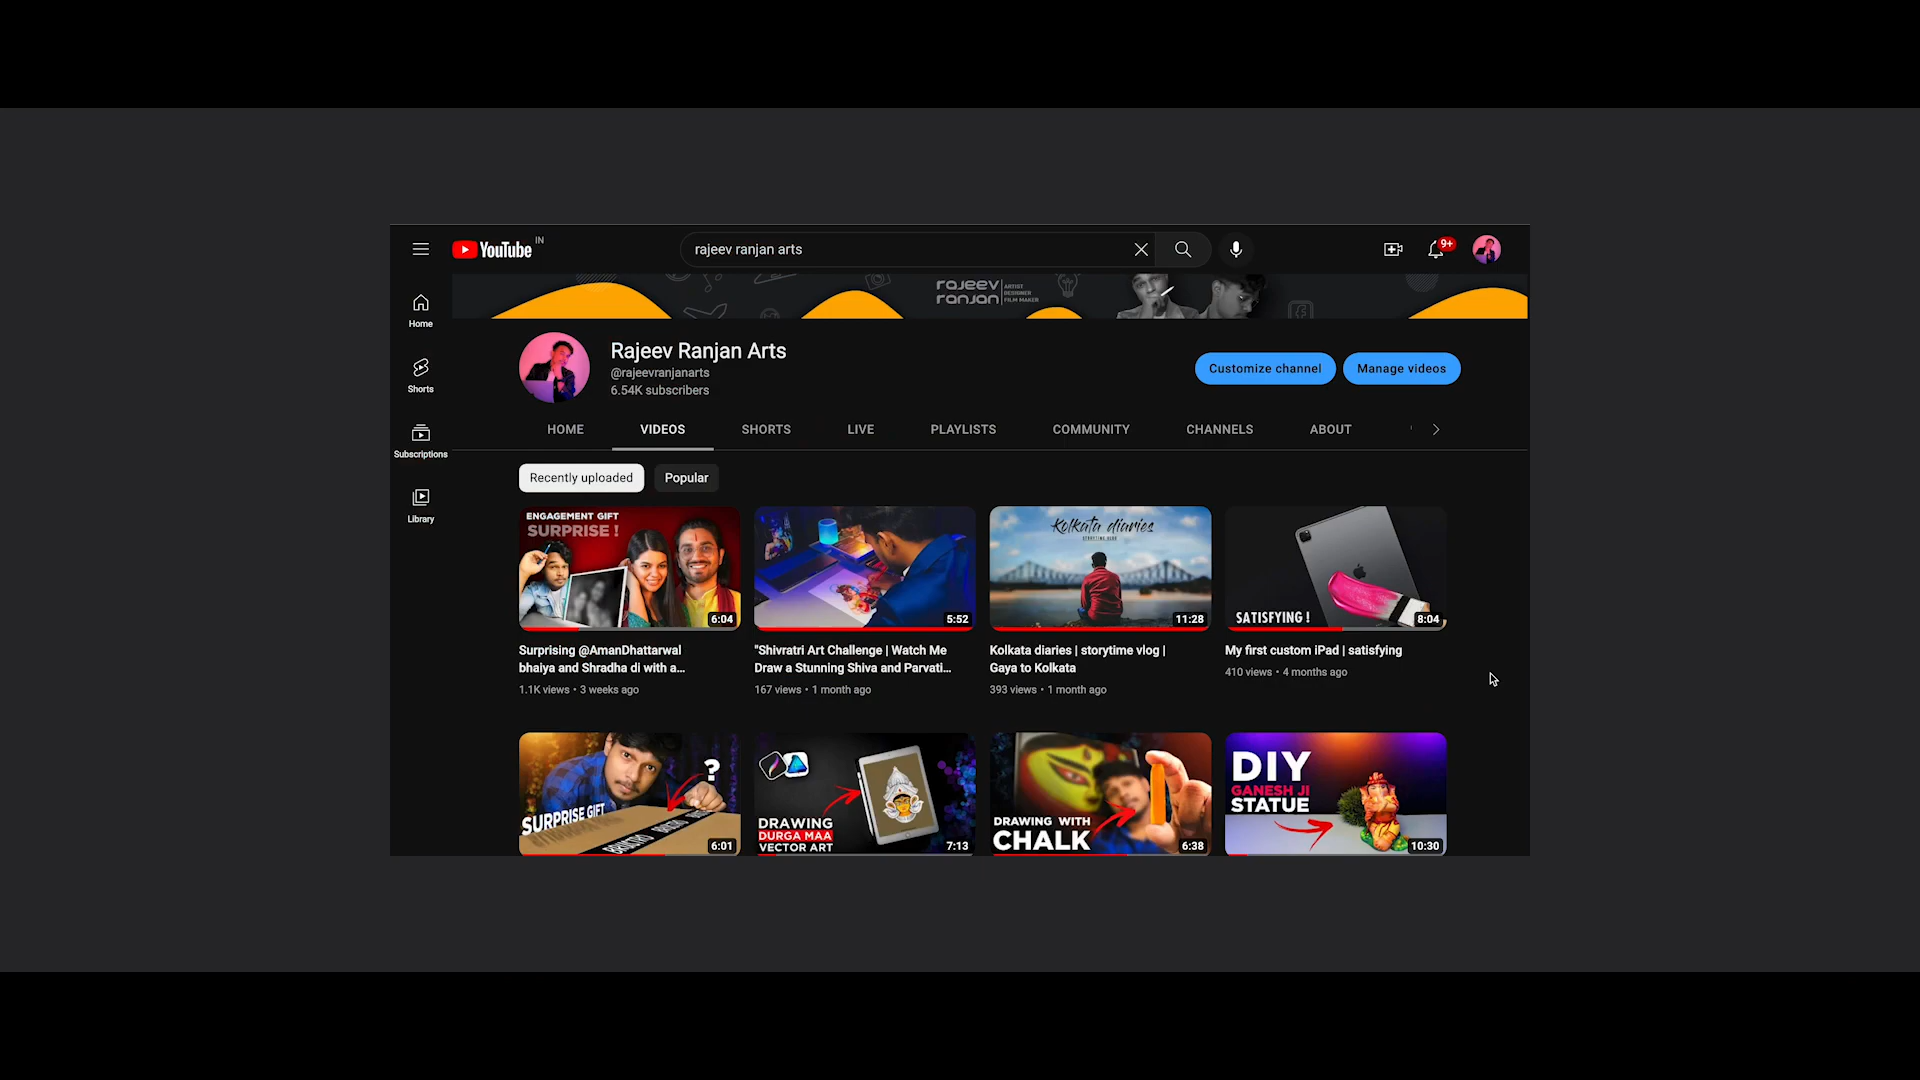 YouTube IN
rajeev ranjan arts
9+
rajeev ranjan
ARTIST
DESIGNER
FILM MAKER
Home
Shorts
Subscriptions
Library
Rajeev Ranjan Arts
@rajeevranjanarts
6.54K subscribers
Customize channel
Manage videos
HOME
VIDEOS
SHORTS
LIVE
PLAYLISTS
COMMUNITY
CHANNELS
ABOUT
Recently uploaded
Popular
ENGAGEMENT GIFT
SURPRISE !
6:04
5:52
Kolkata diaries
11:28
SATISFYING !
8:04
Surprising @AmanDhattarwal
bhaiya and Shradha di with a...
1.1K views • 3 weeks ago
"Shivratri Art Challenge | Watch Me
Draw a Stunning Shiva and Parvati...
167 views • 1 month ago
Kolkata diaries | storytime vlog |
Gaya to Kolkata
393 views • 1 month ago
My first custom iPad | satisfying
410 views • 4 months ago
?
SURPRISE GIFT
6:01
DRAWING
DURGA MAA
VECTOR ART
7:13
DRAWING WITH
CHALK
6:38
DIY
GANESH JI
STATUE
10:30